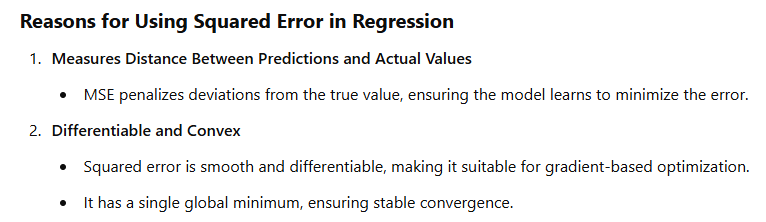 Reasons for Using Squared Error in Regression
1. Measures Distance Between Predictions and Actual Values
• MSE penalizes deviations from the true value, ensuring the model learns to minimize the error.
2. Differentiable and Convex
• Squared error is smooth and differentiable, making it suitable for gradient-based optimization.
• It has a single global minimum, ensuring stable convergence.